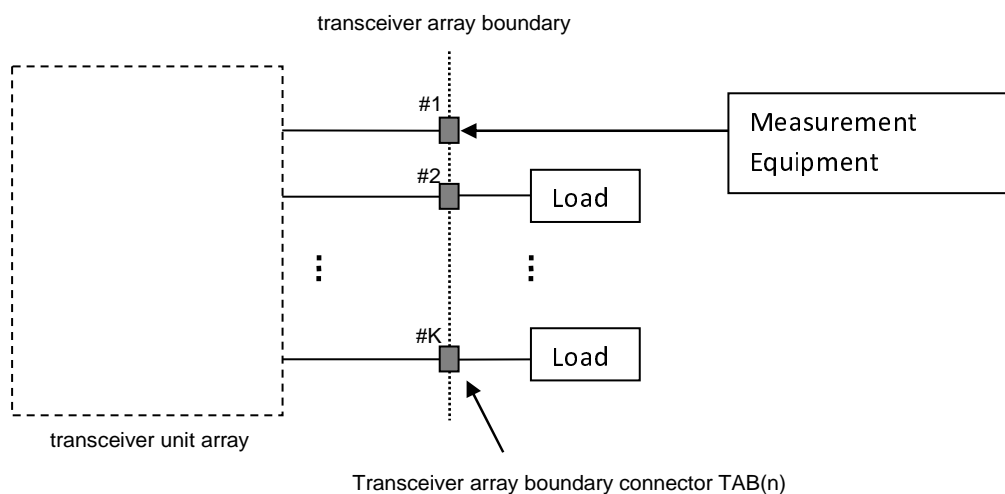 transceiver array boundary
#1
Measurement
Equipment
#2
Load
#K
Load
transceiver unit array
Transceiver array boundary connector TAB(n)